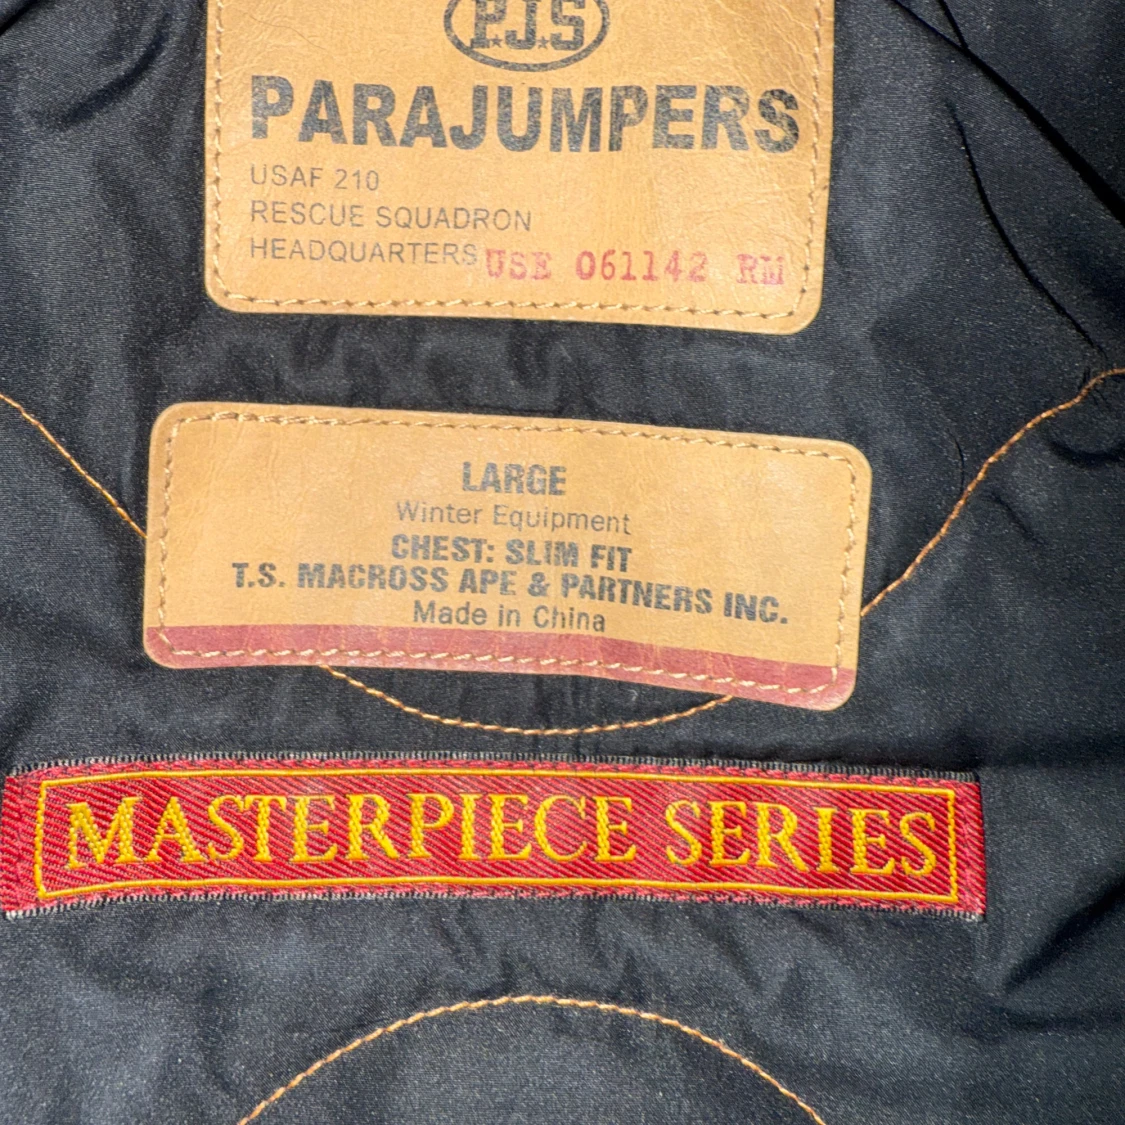 P.J.S
PARAJUMPERS
USAF 210
RESCUE SQUADRON
HEADQUARTERS USE 061142 RM
LARGE
Winter Equipment
CHEST: SLIM FIT
T.S. MACROSS APE & PARTNERS INC.
Made in China
MASTERPIECE SERIES